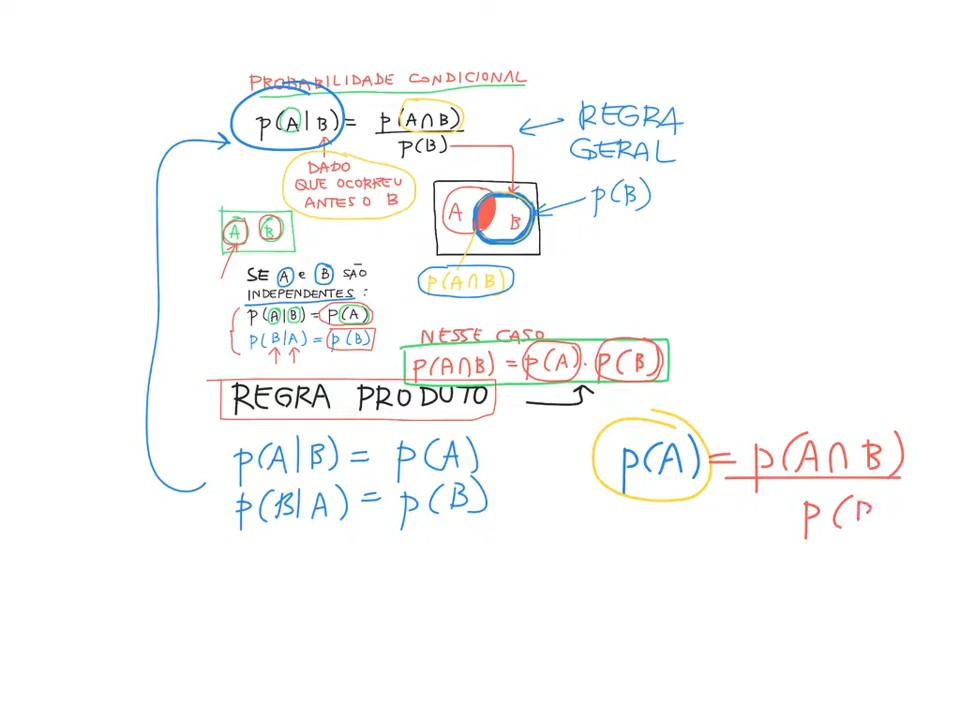 PROBABILIDADE CONDICIONAL
p(A|B) = p(A∩B)
p(B)
REGRA
GERAL
DADO
QUE OCORREU
ANTES O B
A B
p(B)
A B
p(A∩B)
SE A e B SÃO
INDEPENDENTES :
p(A|B) = p(A)
p(B|A) = p(B)
NESSE CASO
p(A∩B) = p(A) . p(B)
REGRA PRODUTO
p(A|B) = p(A)
p(B|A) = p(B)
p(A) = p(A∩B)
p(